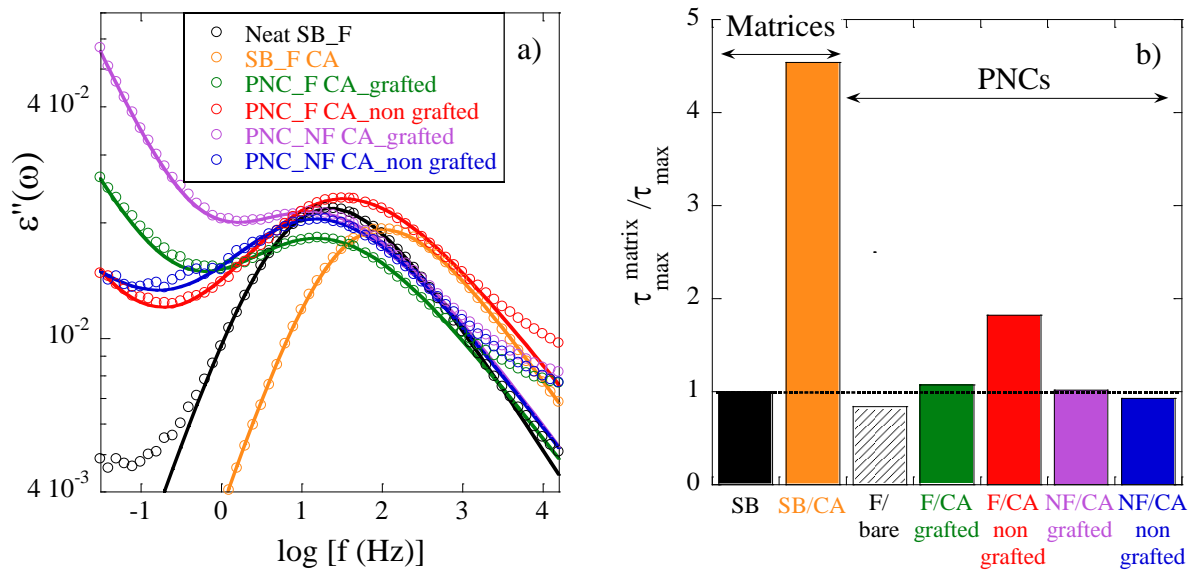 a)
Neat SB_F
SB_F CA
PNC_F CA_grafted
PNC_F CA_non grafted
PNC_NF CA_grafted
PNC_NF CA_non grafted
ε''(ω)
4 10⁻²
10⁻²
4 10⁻³
-1 0 1 2 3 4
log [f (Hz)]
b)
Matrices
PNCs
τ_max^matrix/τ_max
5
4
3
2
1
0
SB SB/CA F/ bare F/CA grafted F/CA non grafted NF/CA grafted NF/CA non grafted